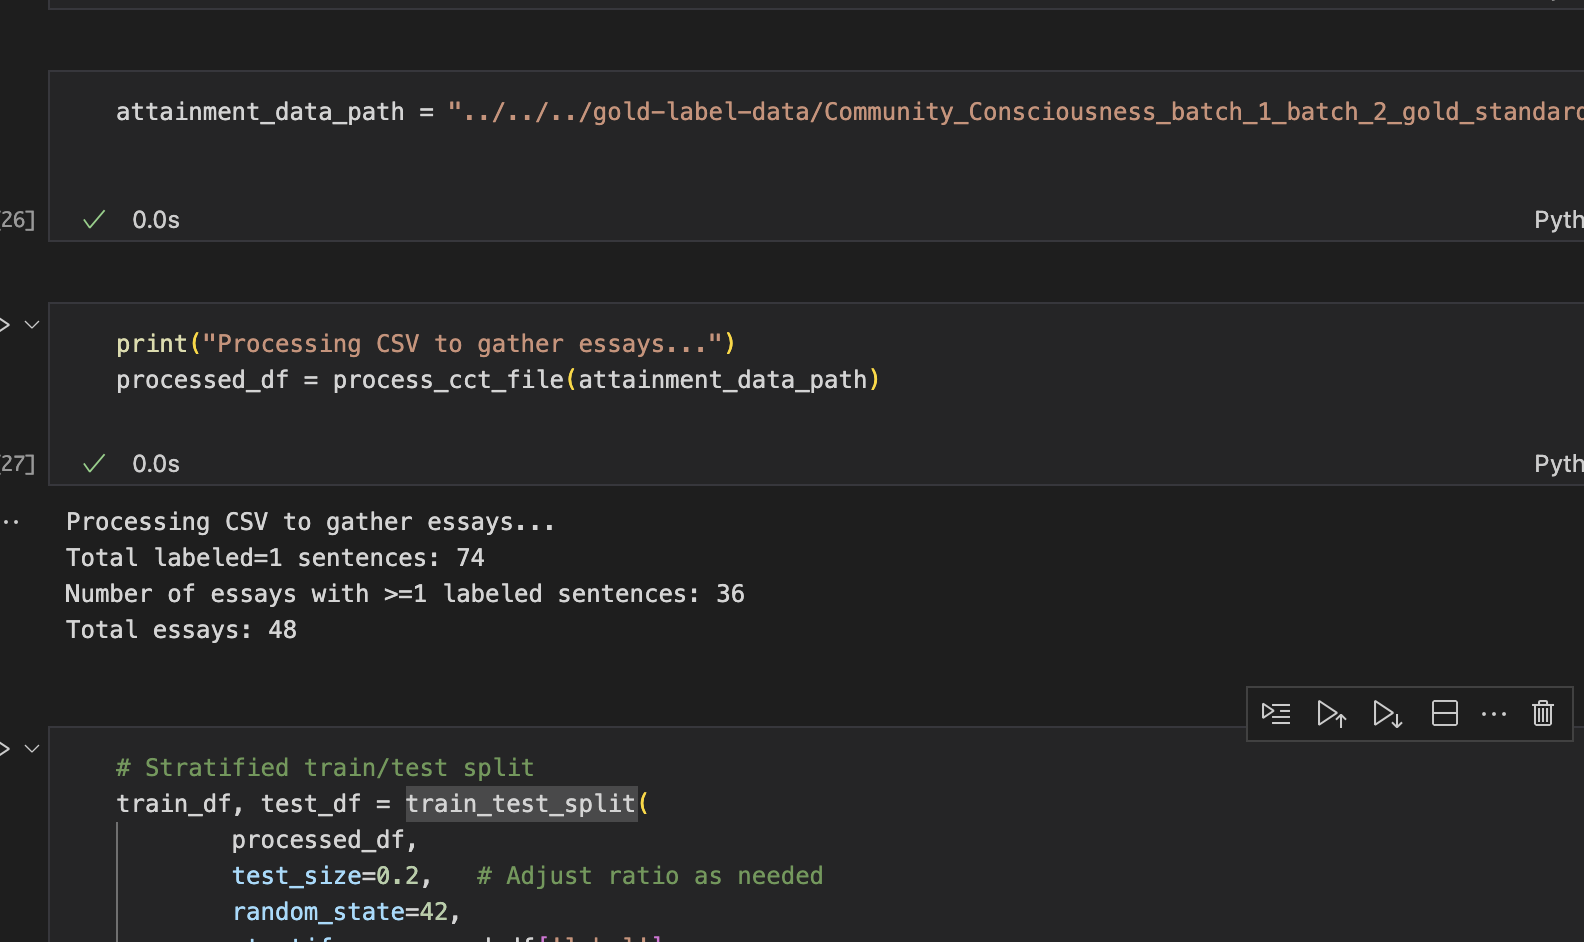 attainment_data_path = "../../../gold-label-data/Community_Consciousness_batch_1_batch_2_gold_standard
26]
0.0s
Pyth
print("Processing CSV to gather essays...")
processed_df = process_cct_file(attainment_data_path)
27]
0.0s
Pyth
Processing CSV to gather essays...
Total labeled=1 sentences: 74
Number of essays with >=1 labeled sentences: 36
Total essays: 48
# Stratified train/test split
train_df, test_df = train_test_split(
processed_df,
test_size=0.2,   # Adjust ratio as needed
random_state=42,